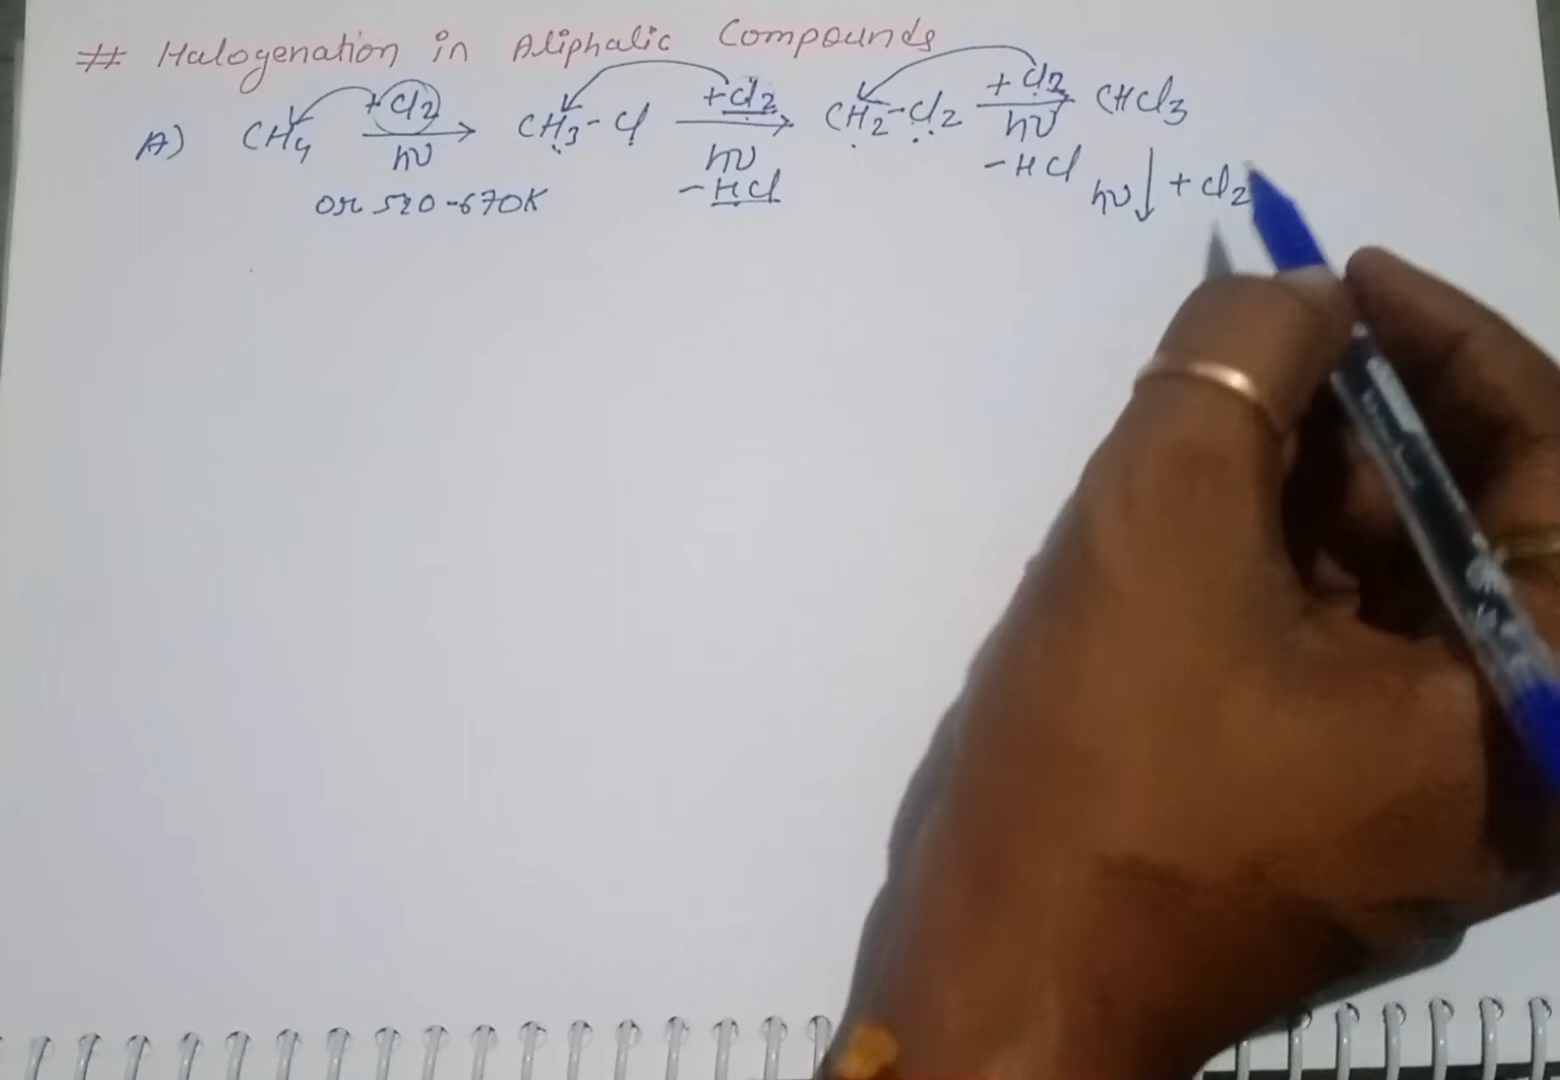 # Halogenation in Aliphalic Compounds
A) CH4 +Cl2 hν CH3-Cl +Cl2 hν -HCl CH2-Cl2 +Cl2 hν -HCl CHCl3
or 520-670K
hν +Cl2